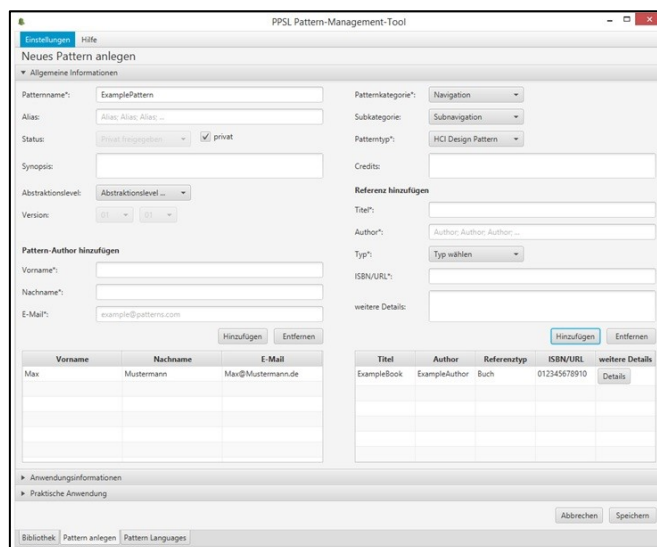 PPSL Pattern-Management-Tool
Einstellungen Hilfe
Neues Pattern anlegen
Allgemeine Informationen
Patternname*: ExamplePattern
Alias: Alias; Alias; Alias; ...
Status: Privat freigegeben privat
Synopsis:
Abstraktionslevel: Abstraktionslevel ...
Version: 01 01
Pattern-Author hinzufügen
Vorname*:
Nachname*:
E-Mail*: example@patterns.com
Hinzufügen Entfernen
Vorname Nachname E-Mail
Max Mustermann Max@Mustermann.de
Patternkategorie*: Navigation
Subkategorie: Subnavigation
Patterntyp*: HCI Design Pattern
Credits:
Referenz hinzufügen
Titel*:
Author*: Author; Author; Author; ...
Typ*: Typ wählen
ISBN/URL*:
weitere Details:
Hinzufügen Entfernen
Titel Author Referenztyp ISBN/URL weitere Details
ExampleBook ExampleAuthor Buch 012345678910 Details
Anwendungsinformationen
Praktische Anwendung
Abbrechen Speichern
Bibliothek Pattern anlegen Pattern Languages